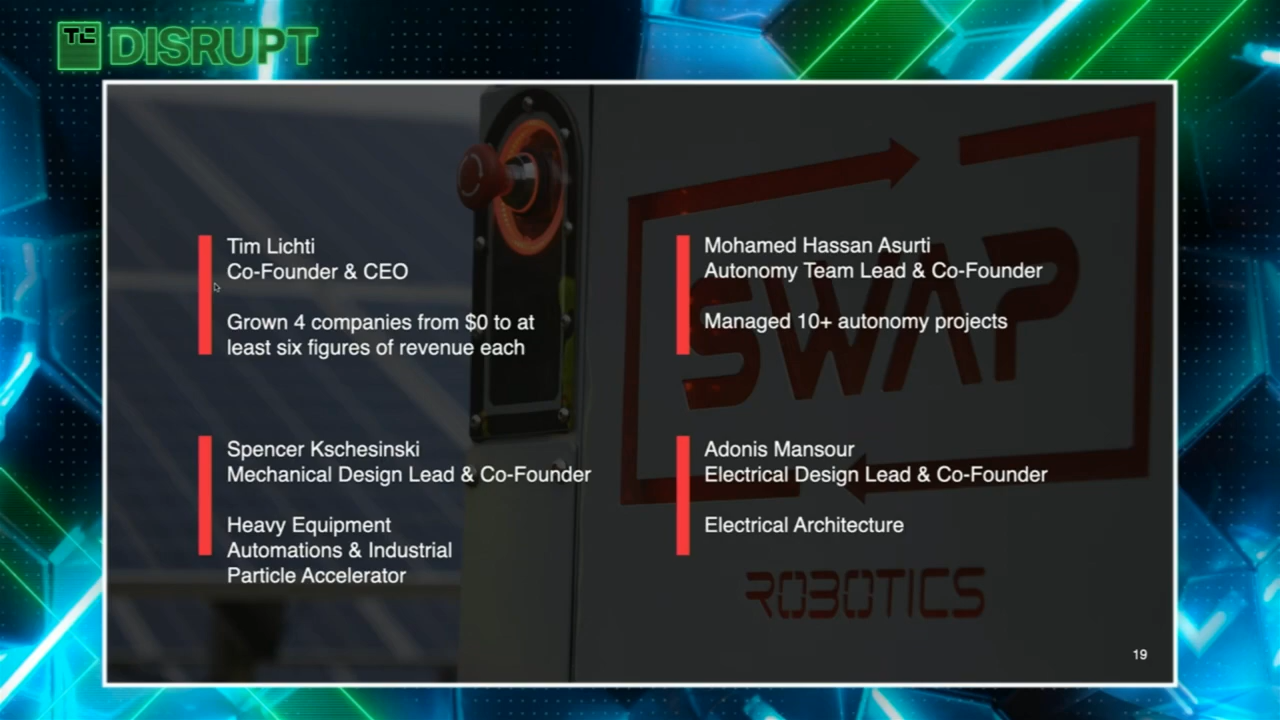 TC DISRUPT
Tim Lichti
Co-Founder & CEO
Grown 4 companies from $0 to at
least six figures of revenue each
Mohamed Hassan Asurti
Autonomy Team Lead & Co-Founder
Managed 10+ autonomy projects
SWAP
Spencer Kschesinski
Mechanical Design Lead & Co-Founder
Heavy Equipment
Automations & Industrial
Particle Accelerator
Adonis Mansour
Electrical Design Lead & Co-Founder
Electrical Architecture
ROBOTICS
19